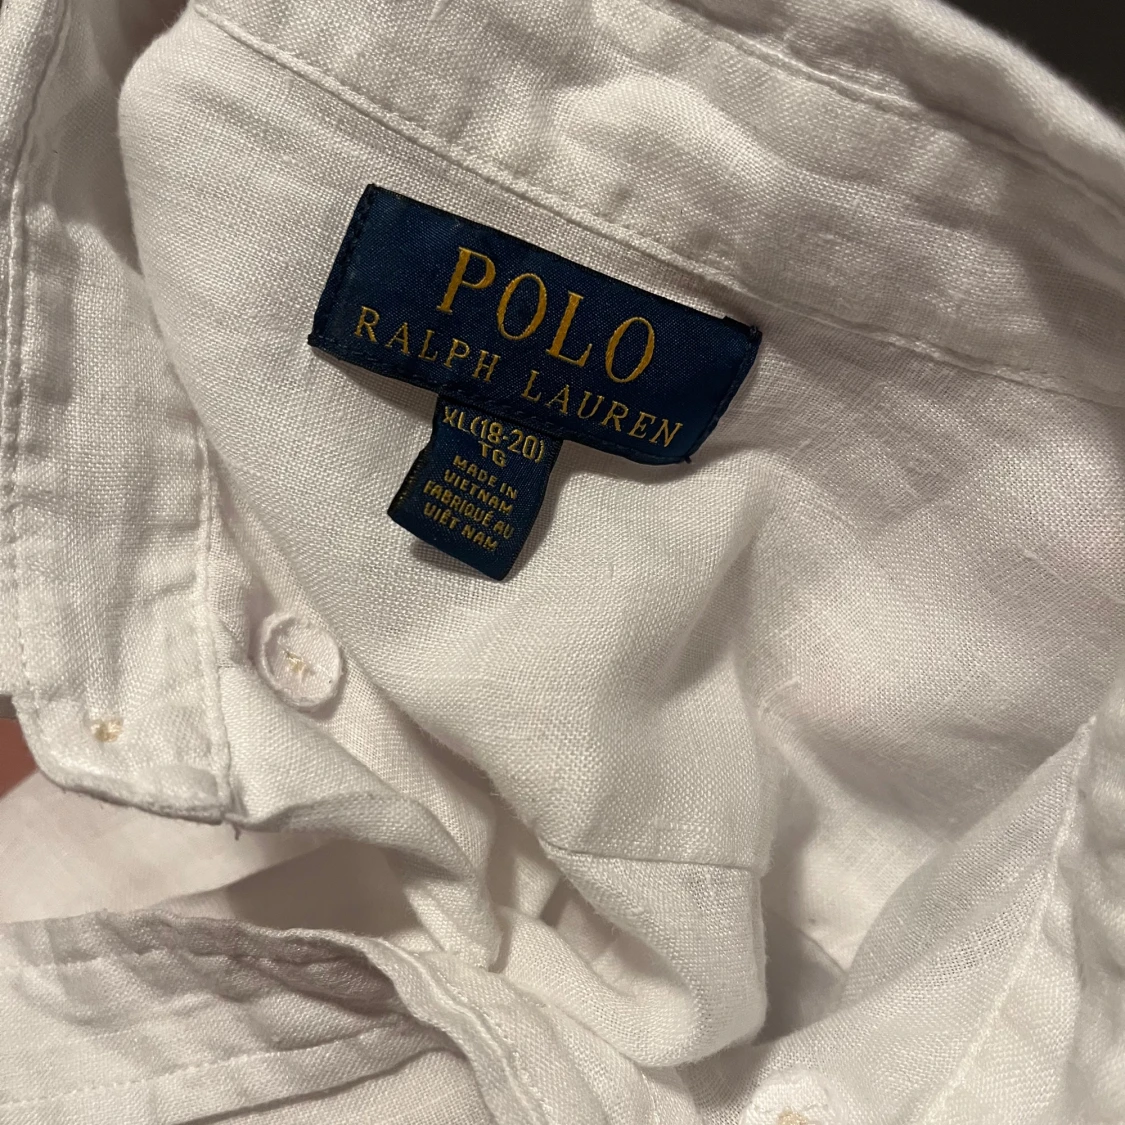 POLO
RALPH LAUREN
XL(18-20)
TG
MADE IN
VIETNAM
FABRIQUÉ AU
VIÊT NAM